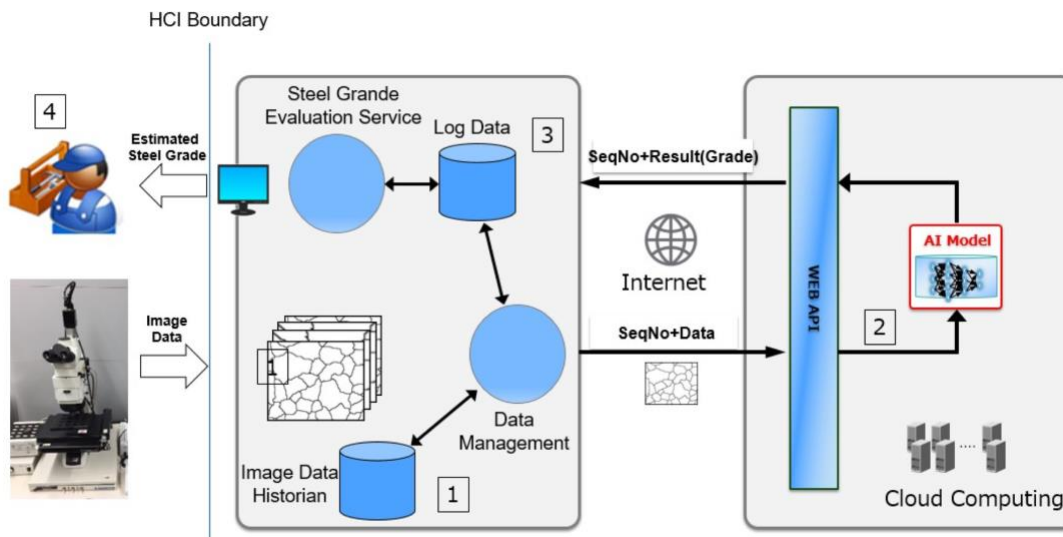 HCI Boundary
4
Estimated
Steel Grade
Image
Data
Steel Grande
Evaluation Service
Log Data
3
1
Data
Management
Image Data
Historian
1
SeqNo+Result(Grade)
Internet
SeqNo+Data
WEB API
AI Model
2
Cloud Computing